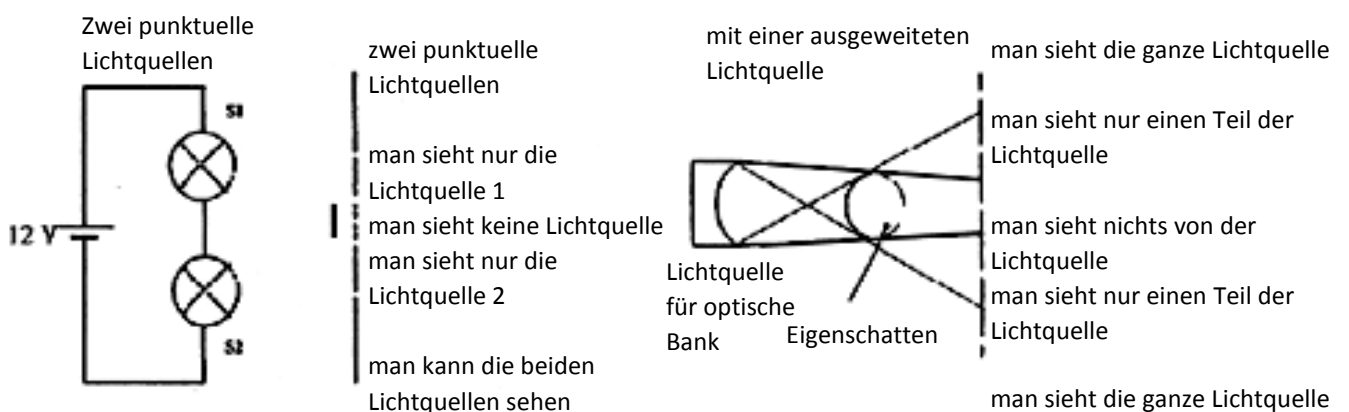 Zwei punktuelle
Lichtquellen
S1
12 V
S2
zwei punktuelle
Lichtquellen
man sieht nur die
Lichtquelle 1
man sieht keine Lichtquelle
man sieht nur die
Lichtquelle 2
man kann die beiden
Lichtquellen sehen
mit einer ausgeweiteten
Lichtquelle
Lichtquelle
für optische
Bank
Eigenschatten
man sieht die ganze Lichtquelle
man sieht nur einen Teil der
Lichtquelle
man sieht nichts von der
Lichtquelle
man sieht nur einen Teil der
Lichtquelle
man sieht die ganze Lichtquelle